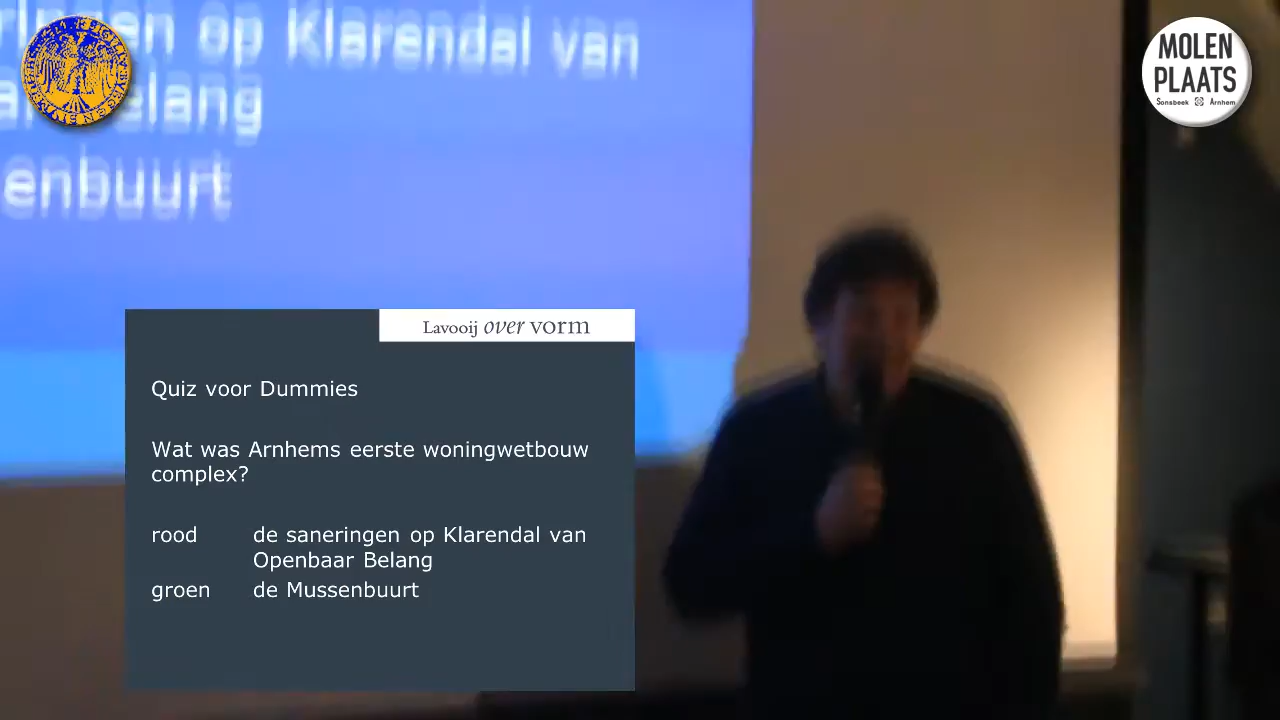 ringen op Klarendal van
elang
enbuurt
MOLEN
PLAATS
Sonsbeek Arnhem
Lavooij over vorm
Quiz voor Dummies
Wat was Arnhems eerste woningwetbouw
complex?
rood de saneringen op Klarendal van
Openbaar Belang
groen de Mussenbuurt